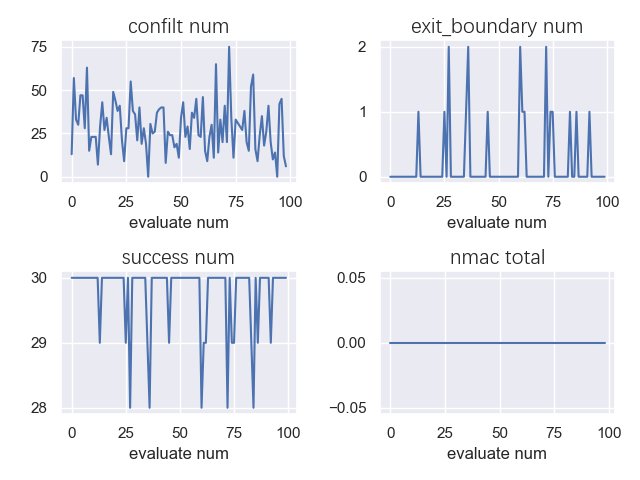 confilt num
75
50
25
0
0 25 50 75 100
evaluate num
exit_boundary num
2
1
0
0 25 50 75 100
evaluate num
success num
30
29
28
0 25 50 75 100
evaluate num
nmac total
0.05
0.00
−0.05
0 25 50 75 100
evaluate num